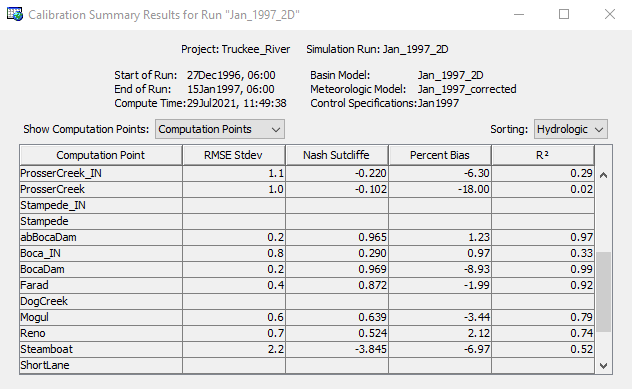 Calibration Summary Results for Run "Jan_1997_2D"
Project: Truckee_River Simulation Run: Jan_1997_2D
Start of Run: 27Dec1996, 06:00 Basin Model: Jan_1997_2D
End of Run: 15Jan1997, 06:00 Meteorologic Model: Jan_1997_corrected
Compute Time:29Jul2021, 11:49:38 Control Specifications:Jan1997
Show Computation Points: Computation Points Sorting: Hydrologic
Computation Point RMSE Stdev Nash Sutcliffe Percent Bias R²
ProsserCreek_IN 1.1 -0.220 -6.30 0.29
ProsserCreek 1.0 -0.102 -18.00 0.02
Stampede_IN
Stampede
abBocaDam 0.2 0.965 1.23 0.97
Boca_IN 0.8 0.290 0.97 0.33
BocaDam 0.2 0.969 -8.93 0.99
Farad 0.4 0.872 -1.99 0.92
DogCreek
Mogul 0.6 0.639 -3.44 0.79
Reno 0.7 0.524 2.12 0.74
Steamboat 2.2 -3.845 -6.97 0.52
ShortLane